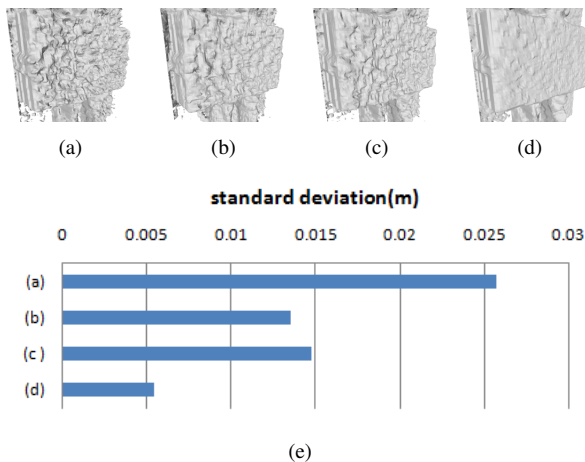 (a) (b) (c) (d)
standard deviation(m)
0 0.005 0.01 0.015 0.02 0.025 0.03
(a)
(b)
(c )
(d)
(e)